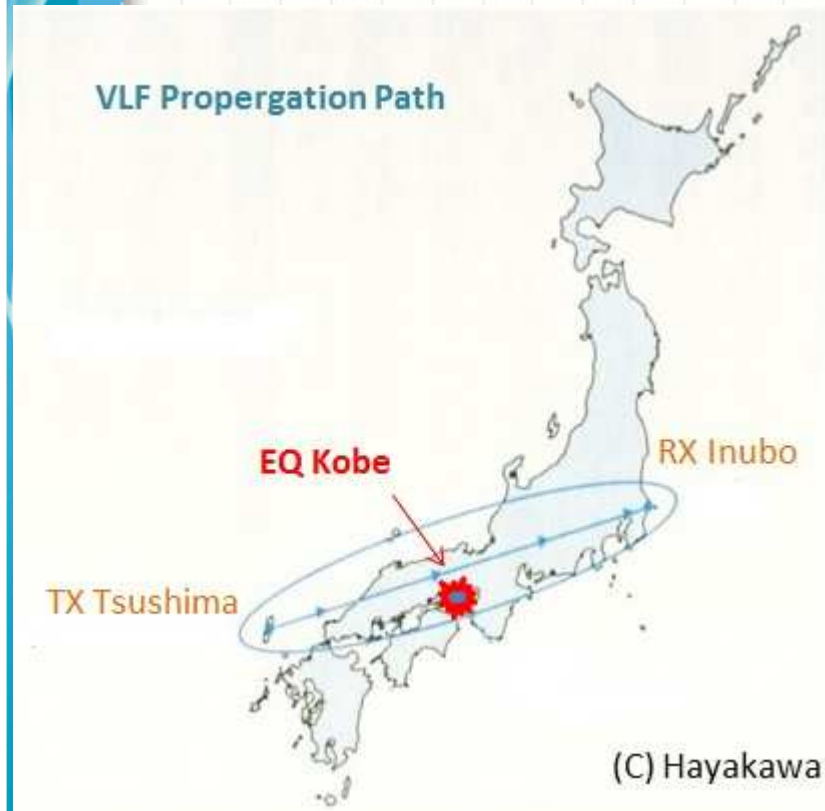 VLF Propergation Path
EQ Kobe
RX Inubo
TX Tsushima
(C) Hayakawa